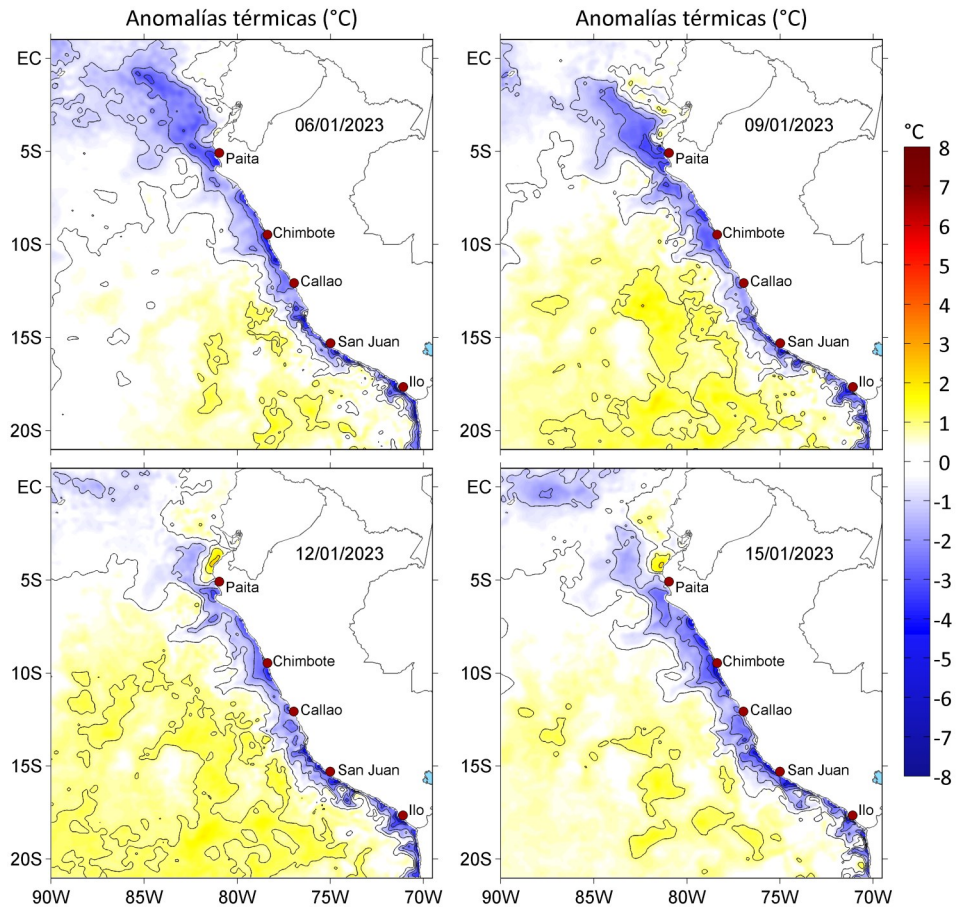 Anomalías térmicas (°C)
Anomalías térmicas (°C)
EC
5S
10S
15S
20S
06/01/2023
Paita
Chimbote
Callao
San Juan
Ilo
EC
5S
10S
15S
20S
09/01/2023
Paita
Chimbote
Callao
San Juan
Ilo
EC
5S
10S
15S
20S
12/01/2023
Paita
Chimbote
Callao
San Juan
Ilo
90W 85W 80W 75W 70W
EC
5S
10S
15S
20S
15/01/2023
Paita
Chimbote
Callao
San Juan
Ilo
90W 85W 80W 75W 70W
°C
8
7
6
5
4
3
2
1
0
-1
-2
-3
-4
-5
-6
-7
-8